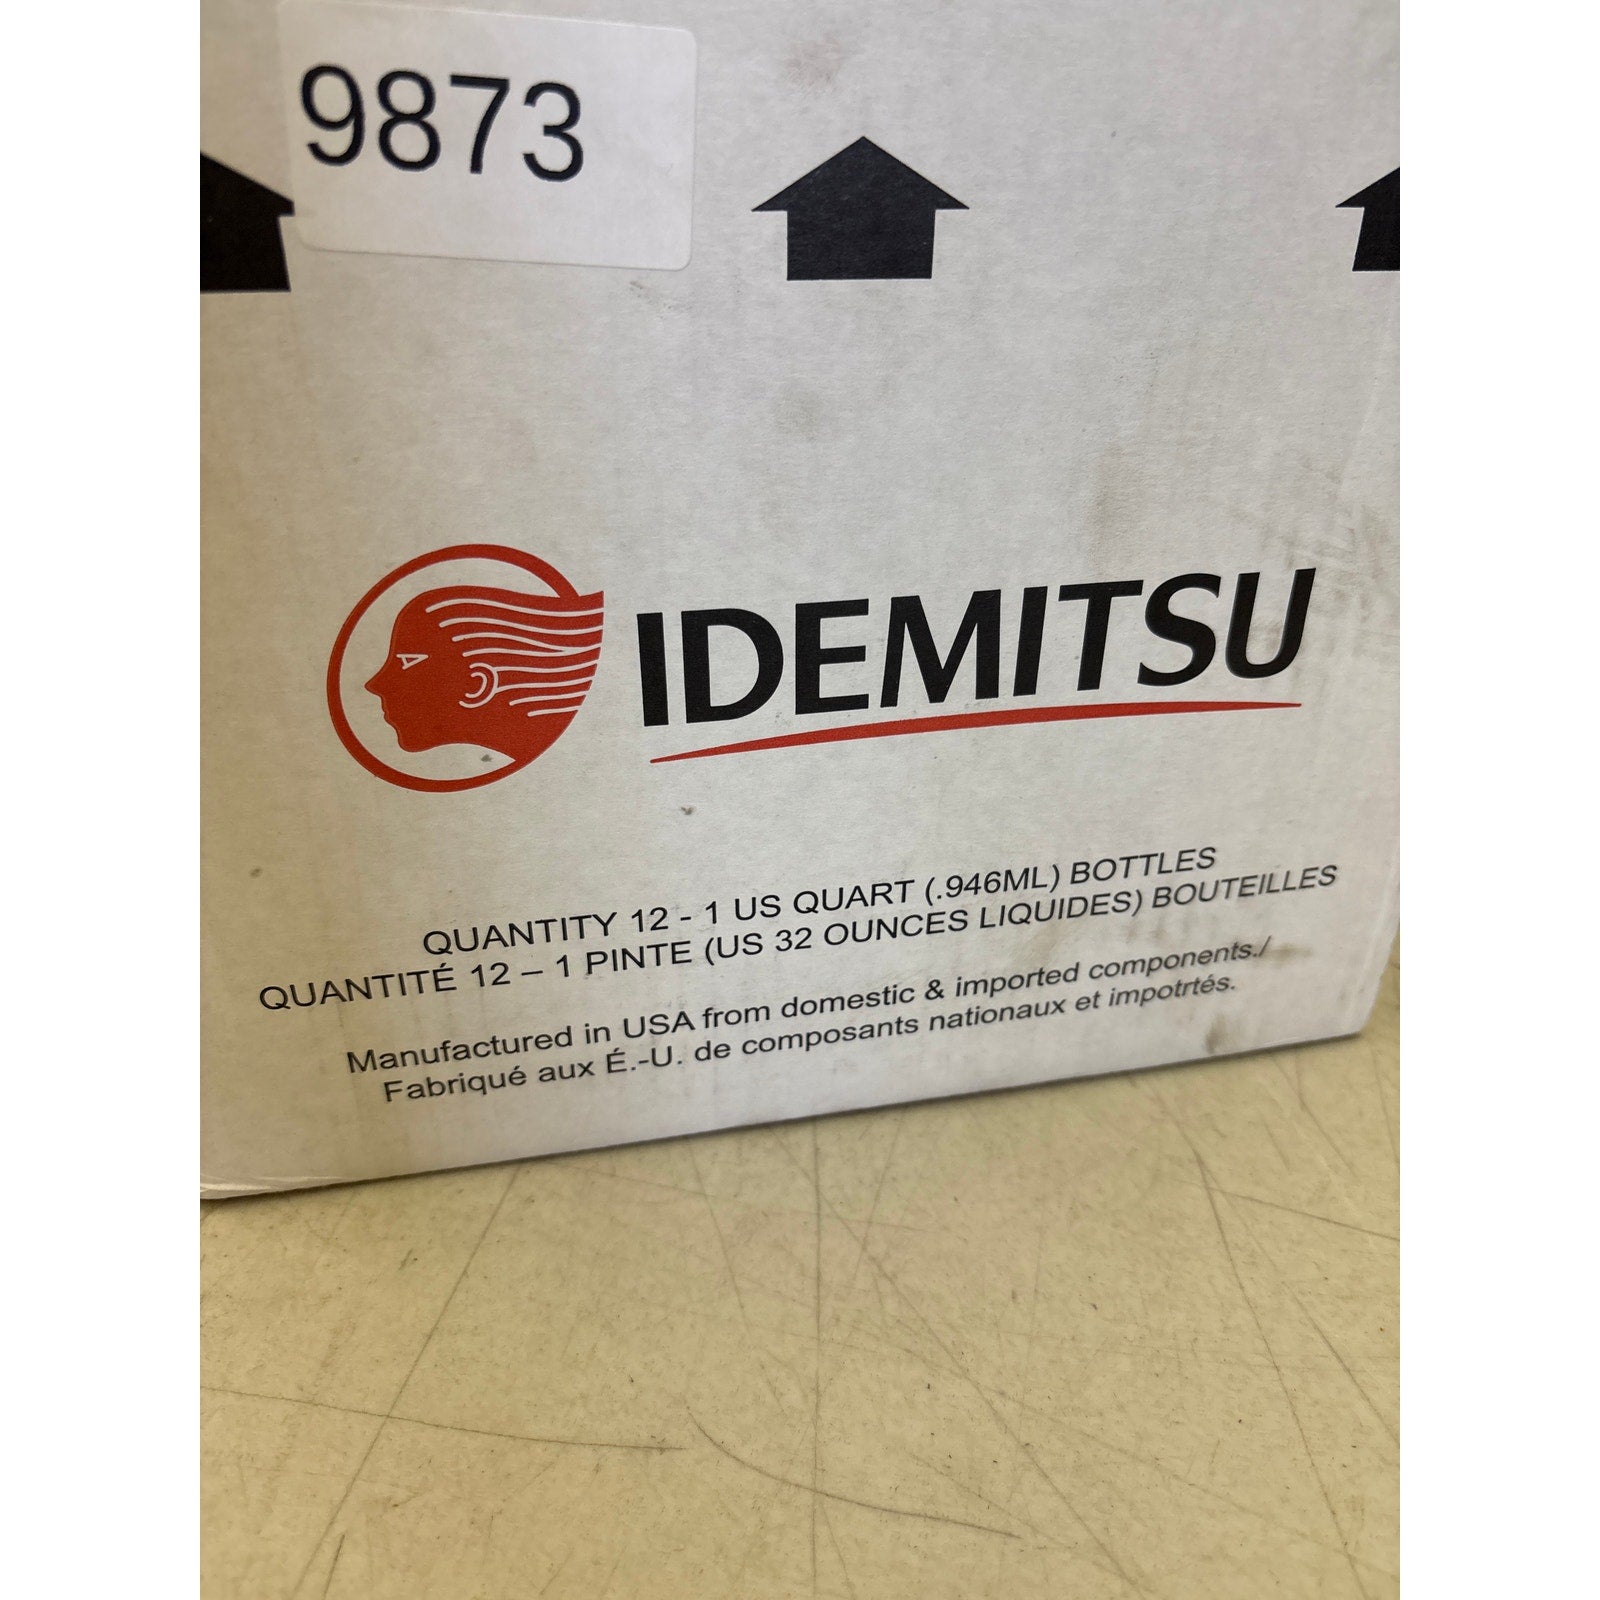 9873
IDEMITSU
QUANTITY 12 - 1 US QUART (.946ML) BOTTLES
QUANTITÉ 12 – 1 PINTE (US 32 OUNCES LIQUIDES) BOUTEILLES
Manufactured in USA from domestic & imported components./
Fabriqué aux É.-U. de composants nationaux et impotrtés.